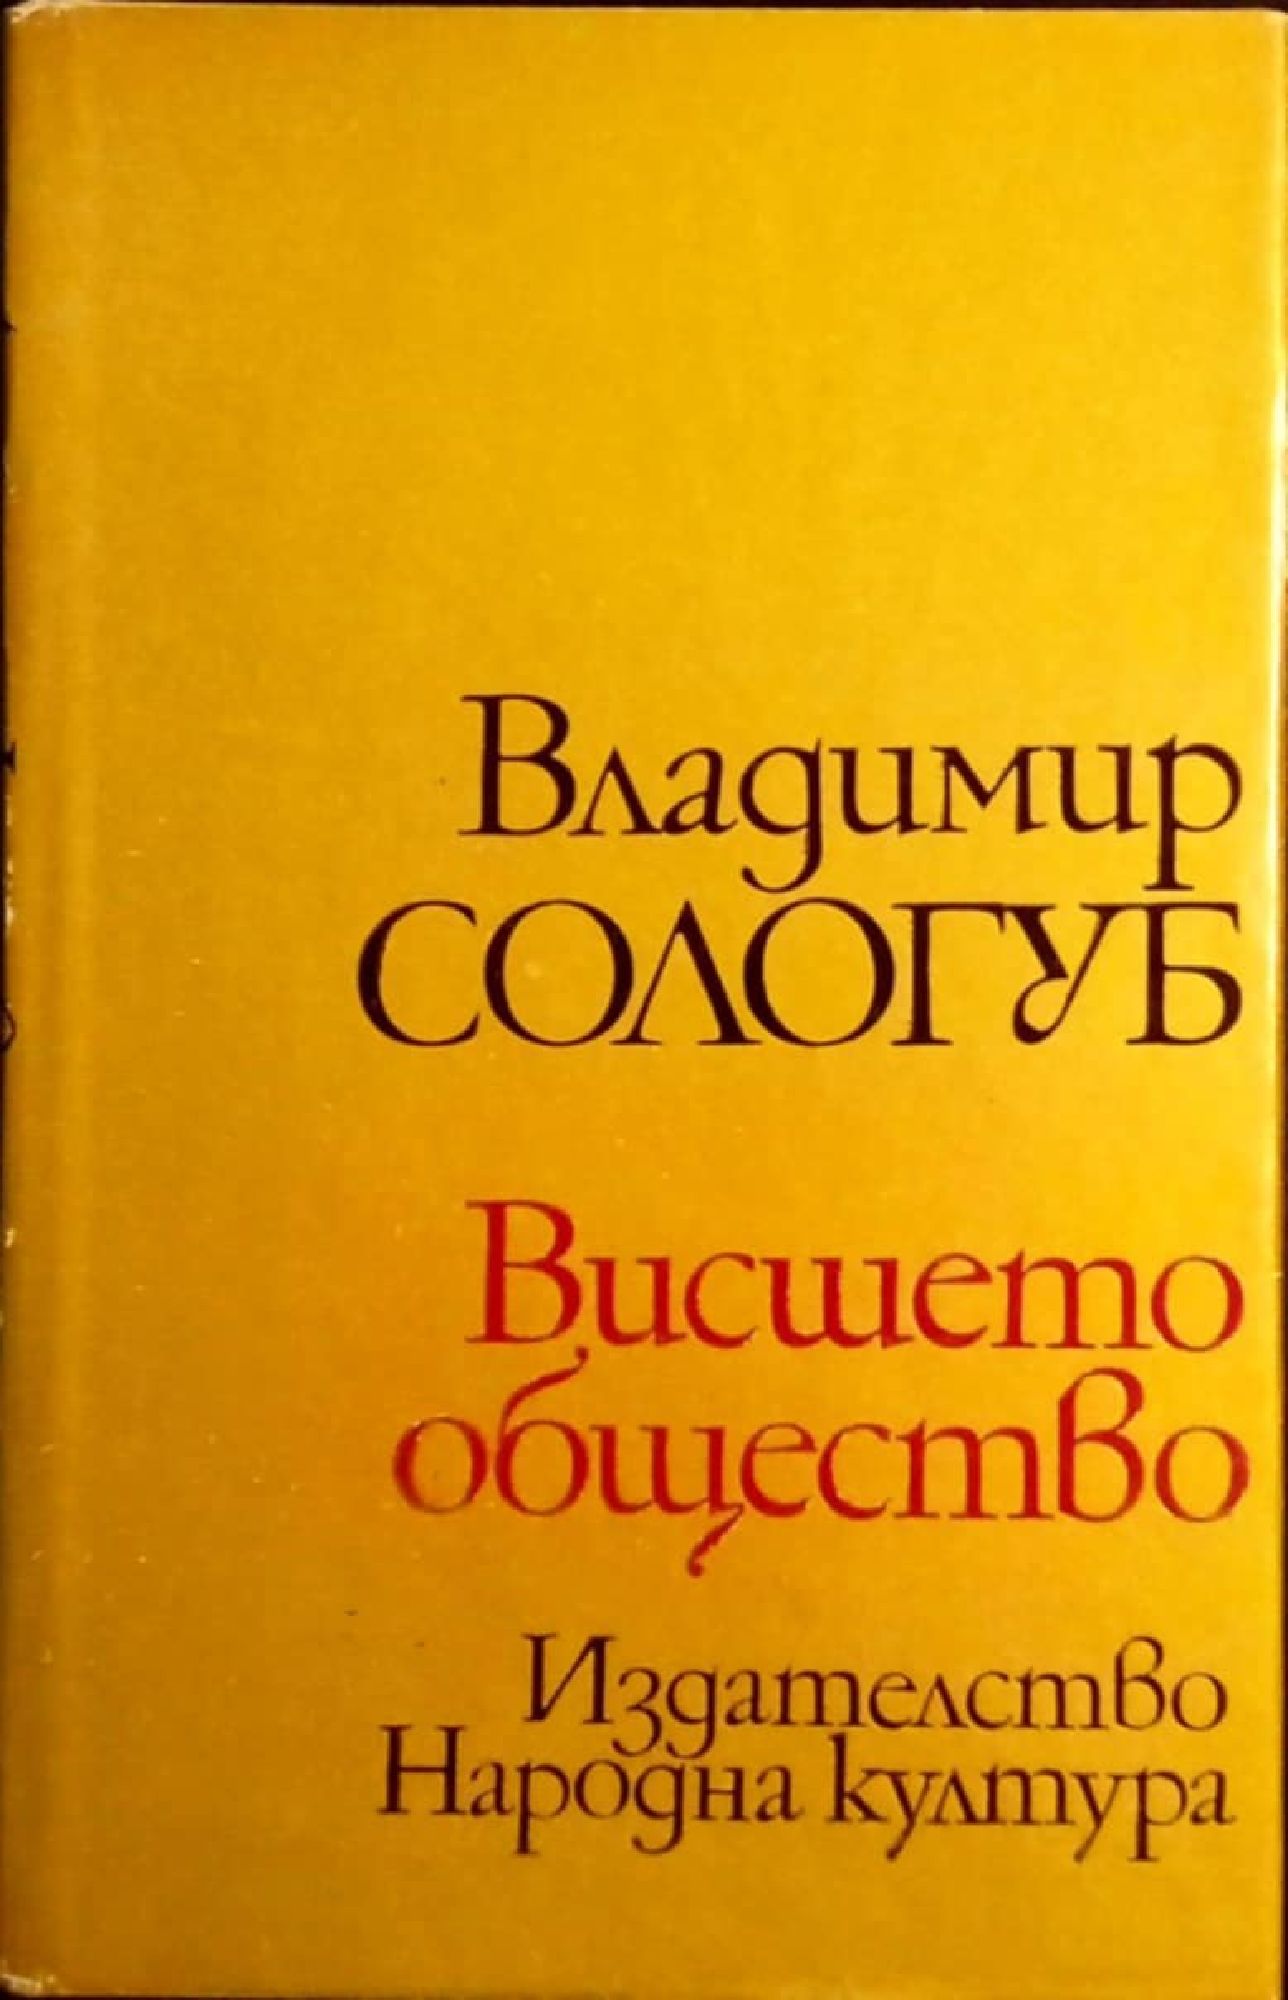 Владимир
СОЛОГУБ
Висшето
общество
Издателство
Народна култура